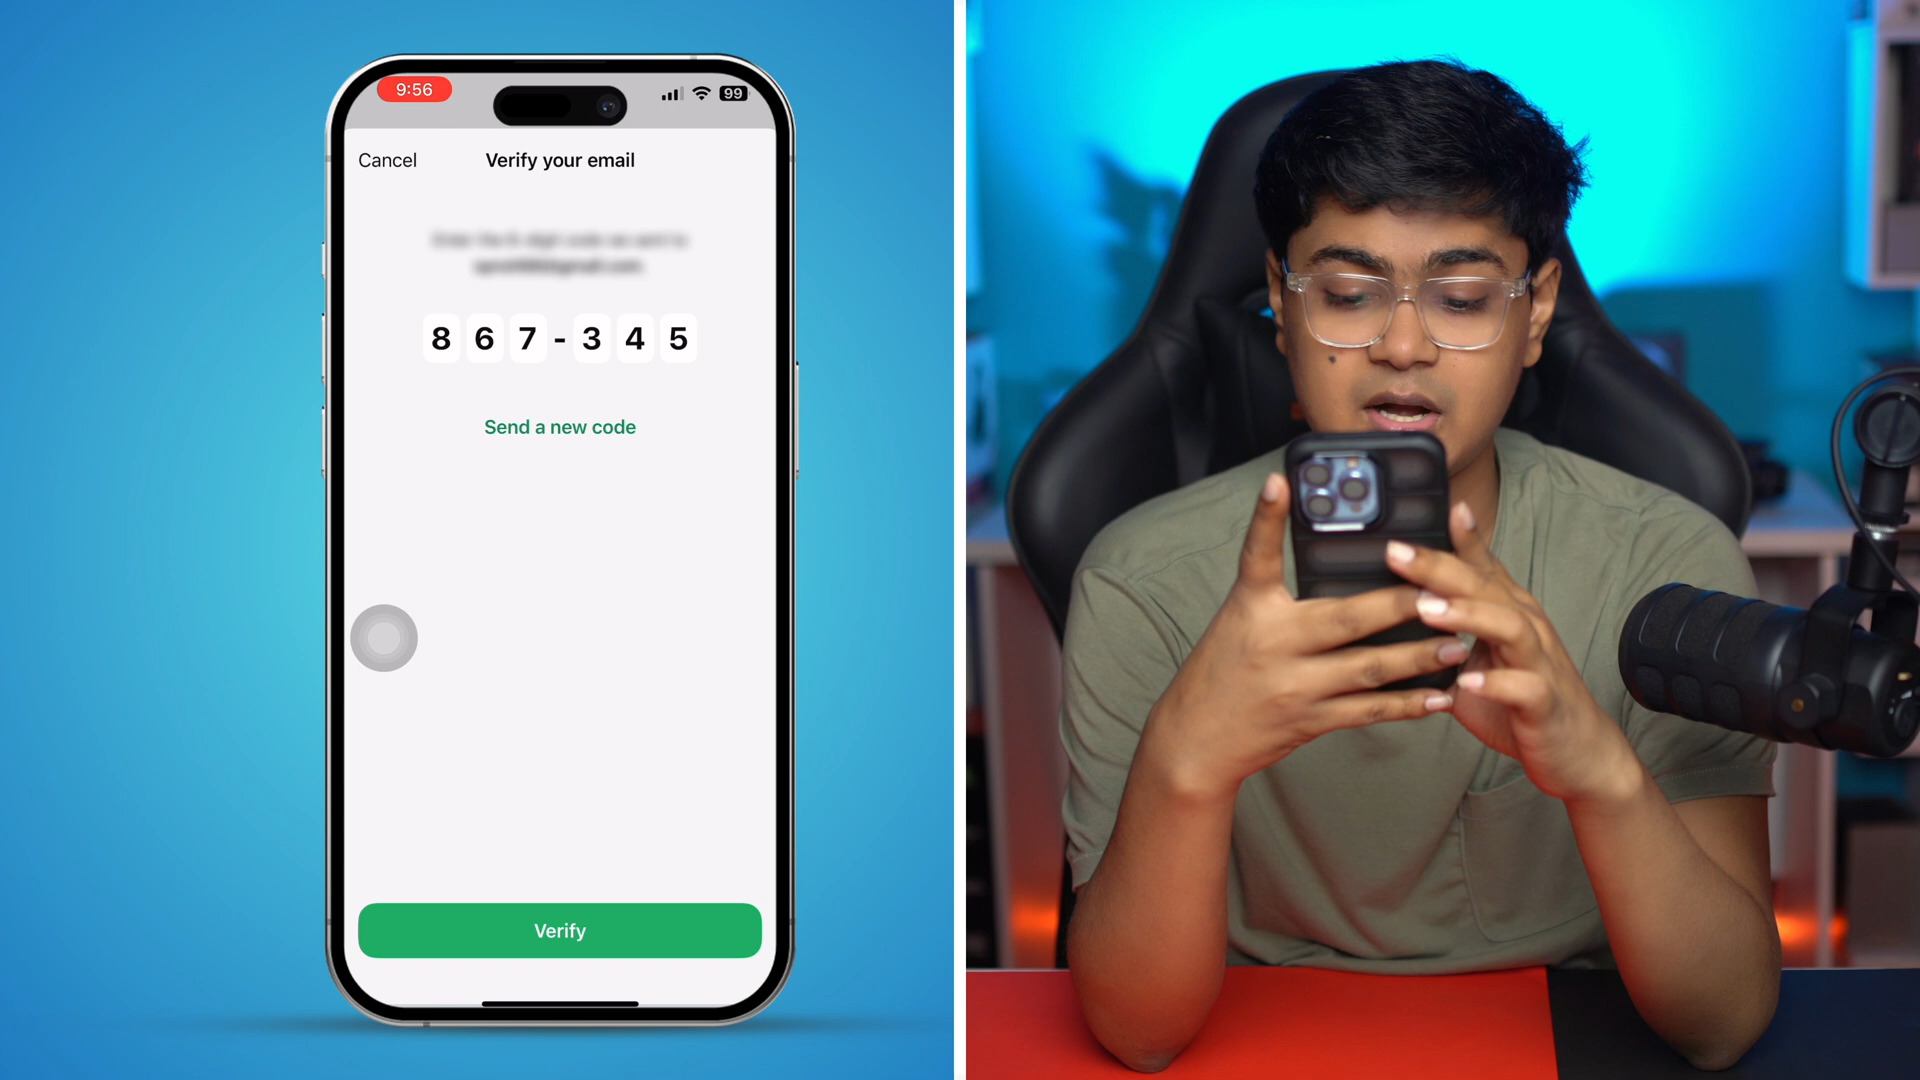 9:56
99
Cancel
Verify your email
8 6 7 - 3 4 5
Send a new code
Verify